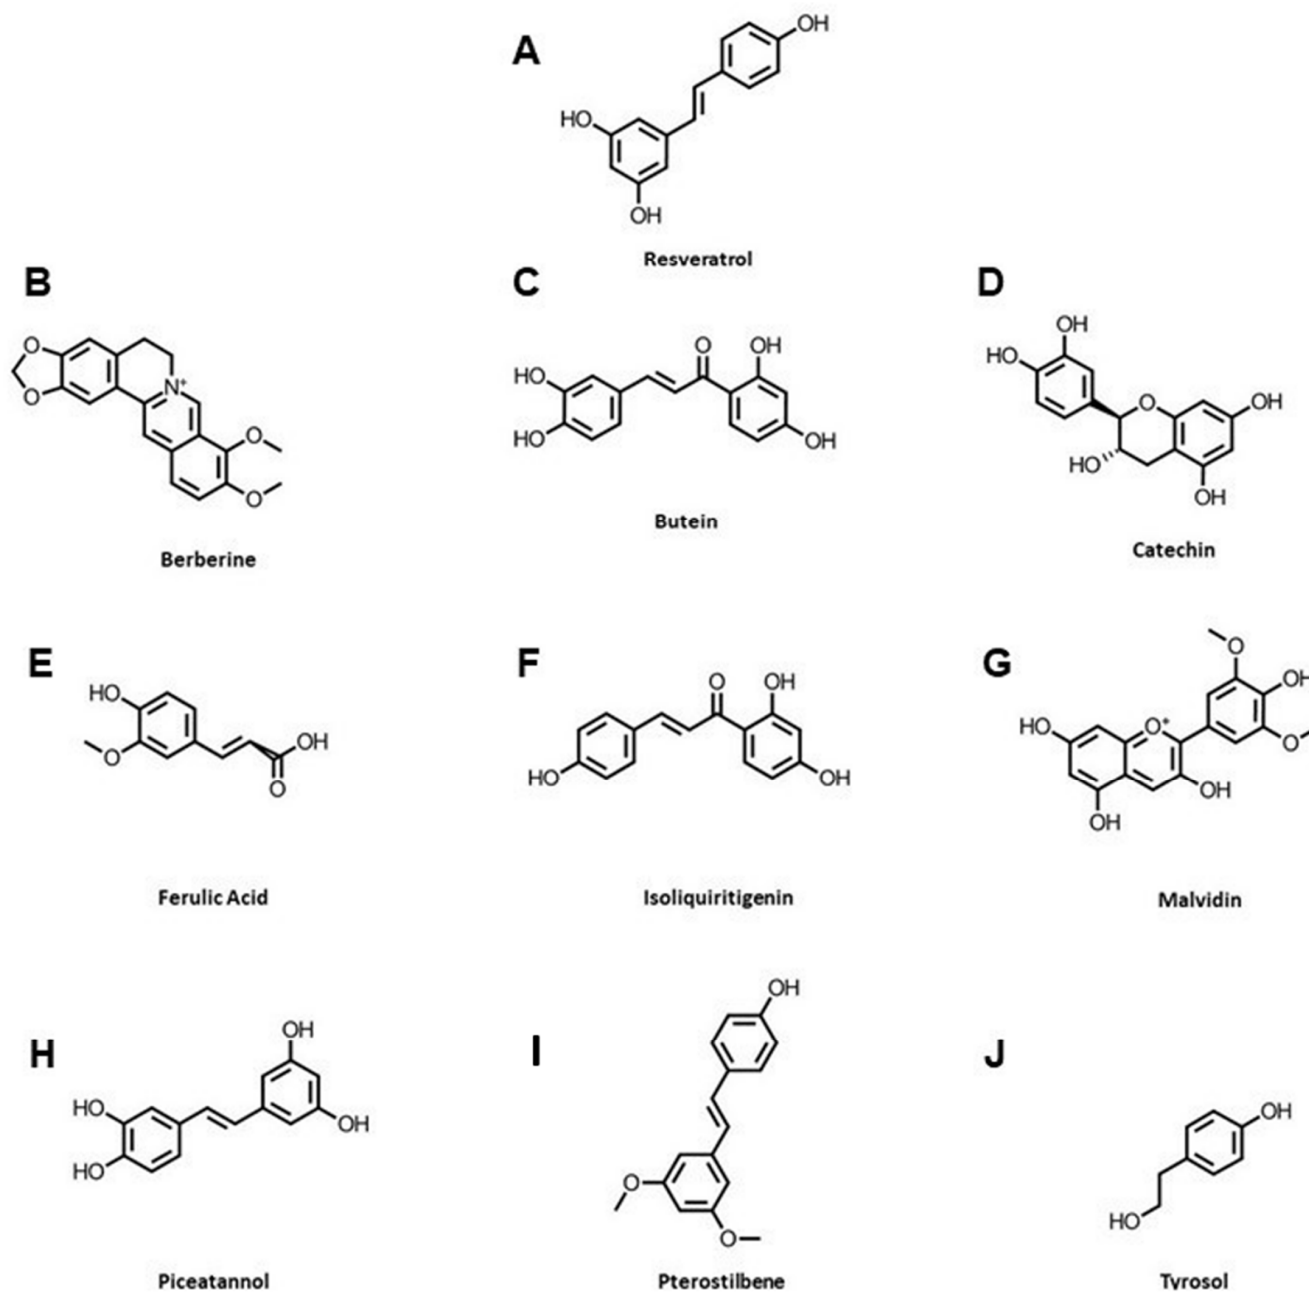 A
OH
HO
OH
Resveratrol
B
O
O
N+
O
O
Berberine
C
O
OH
HO
HO
OH
Butein
D
OH
HO
O
OH
HO
OH
Catechin
E
HO
O
OH
O
Ferulic Acid
F
O
OH
HO
OH
Isoliquiritigenin
G
O
OH
HO
O+
O
OH
OH
Malvidin
H
OH
HO
OH
HO
Piceatannol
I
OH
O
O
Pterostilbene
J
OH
HO
Tyrosol